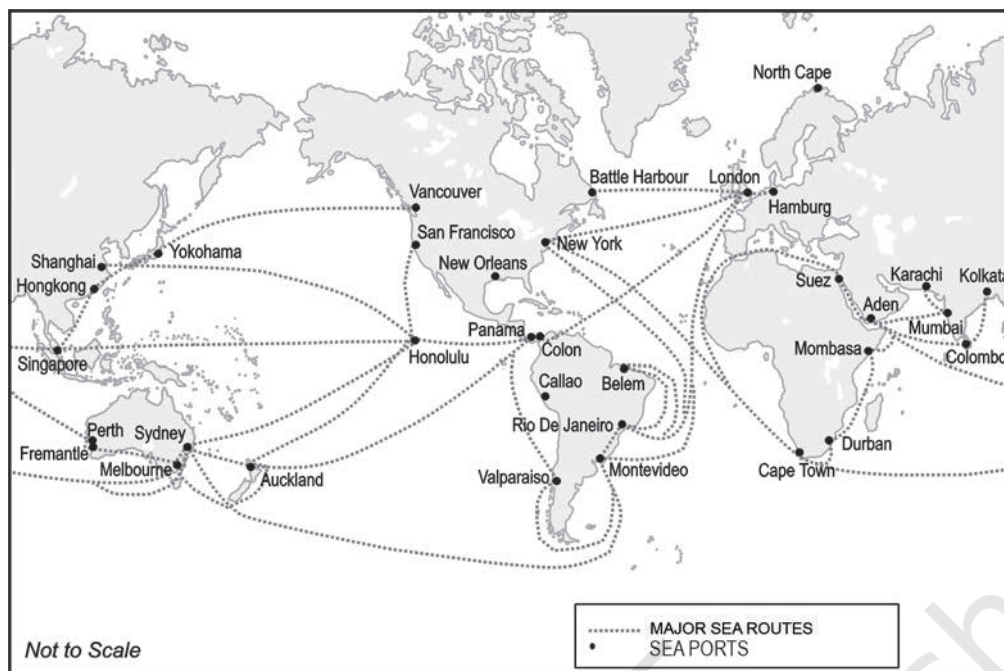 North Cape
Battle Harbour
London
Hamburg
Vancouver
San Francisco
New York
New Orleans
Yokohama
Shanghai
Hongkong
Suez
Karachi
Kolkata
Aden
Mumbai
Panama
Colon
Singapore
Honolulu
Mombasa
Colombo
Callao
Belem
Rio De Janeiro
Perth
Sydney
Fremantle
Melbourne
Auckland
Valparaiso
Montevideo
Durban
Cape Town
MAJOR SEA ROUTES
SEA PORTS
Not to Scale